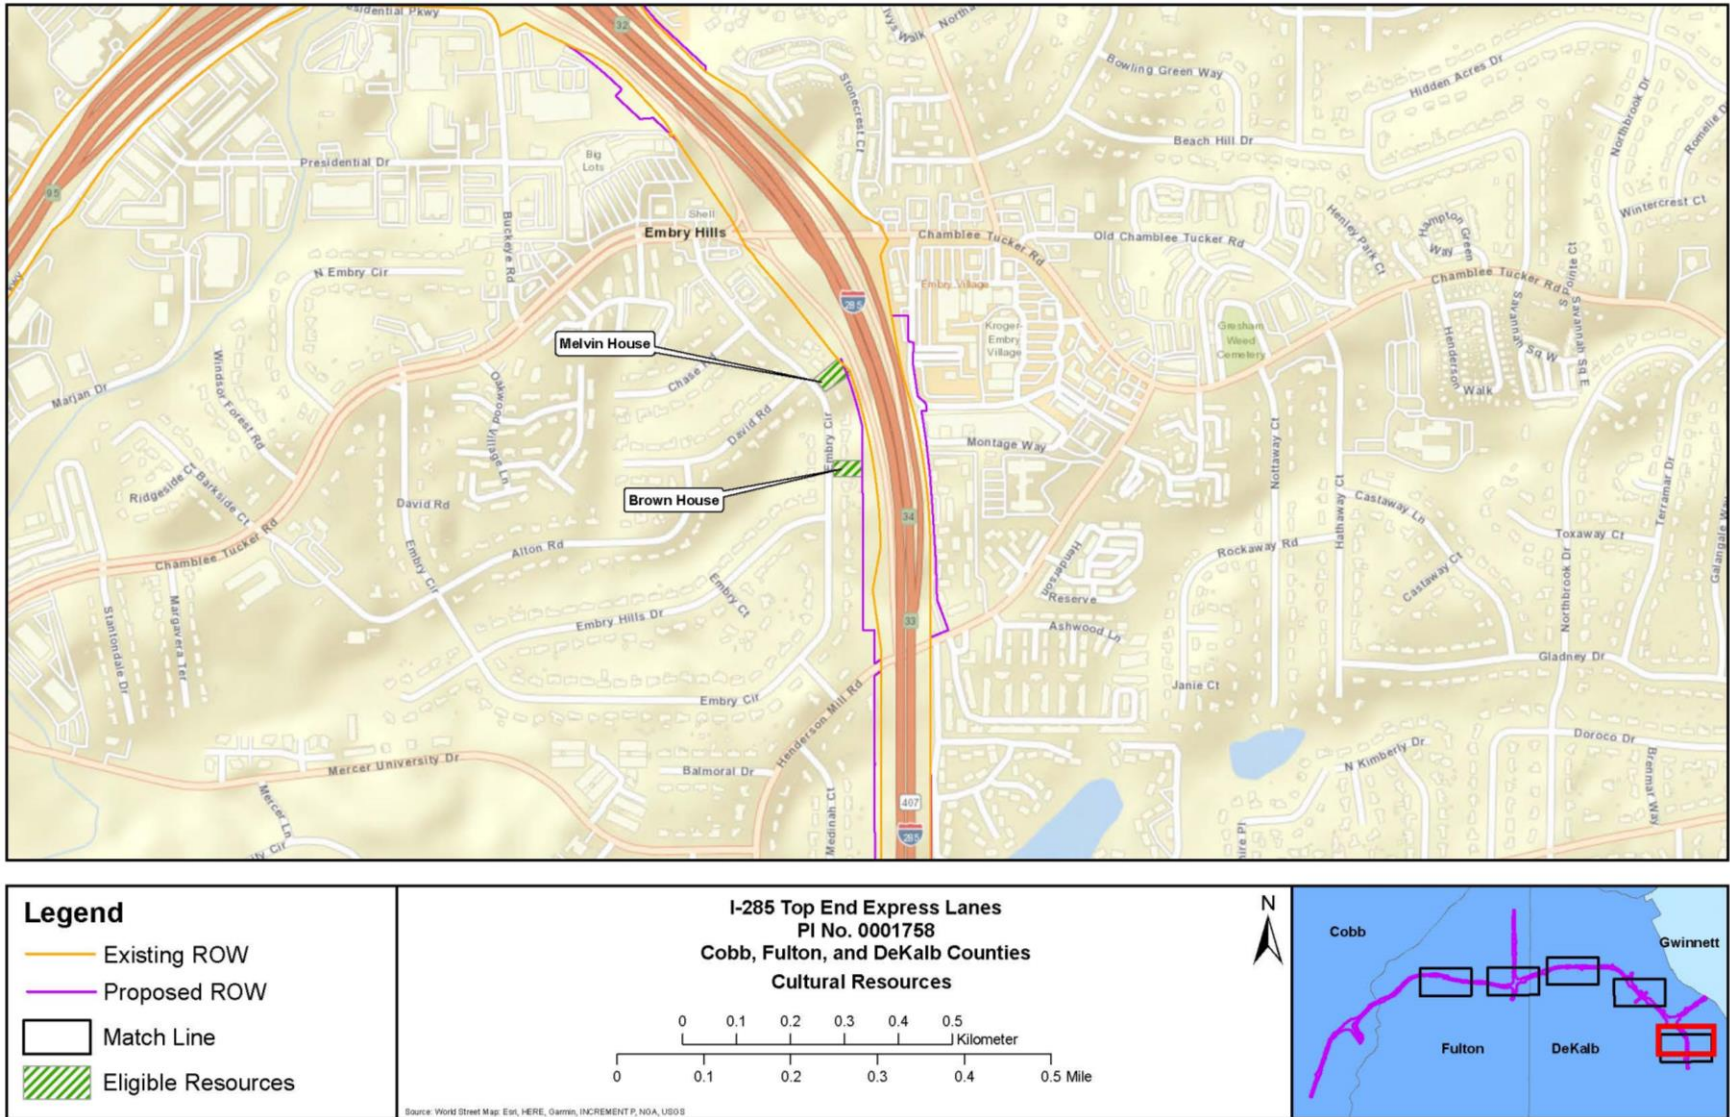 Presidential Pkwy
32
Ivys Walk
Bowling Green Way
Hidden Acres Dr
Northbrook Dr
Stonecrest Ct
Beach Hill Dr
Presidential Dr
Big
Lots
95
Wintercrest Ct
Shell
Embry Hills
Buckeye Rd
Chamblee Tucker Rd
Old Chamblee Tucker Rd
Henley Park Ct
Hampton
Green
Way
N Embry Cir
Embry Village
Chamblee Tucker Rd
285
Kroger-
Embry
Village
Gresham
Weed
Cemetery
Savannah Sq W
Savannah Sq E
Henderson
Walk
Melvin House
Marjan Dr
Windsor Forest Rd
Oakwood Village Ln
David Rd
Embry Cir
Montage Way
Nottaway Ct
Hathaway Ct
Terramar Dr
Ridgeside Ct
Barkside Ct
Brown House
David Rd
34
Castaway Ln
Chamblee Tucker Rd
Alton Rd
Embry Cir
Rockaway Rd
Toxaway Ct
Castaway Ct
Northbrook Dr
Embry Ct
Henderson
Reserve
Stantondale Dr
Margavera Ter
Embry Hills Dr
33
Ashwood Ln
Gladney Dr
Janie Ct
Embry Cir
Henderson Mill Rd
Mercer University Dr
Balmoral Dr
N Kimberly Dr
Doroco Dr
Brenmar Way
Mercer Ln
Medinah Ct
407
285
Legend
Existing ROW
Proposed ROW
Match Line
Eligible Resources
I-285 Top End Express Lanes
PI No. 0001758
Cobb, Fulton, and DeKalb Counties
Cultural Resources
0 0.1 0.2 0.3 0.4 0.5
Kilometer
0 0.1 0.2 0.3 0.4 0.5 Mile
Source: World Street Map: Esri, HERE, Garmin, INCREMENT P, NGA, USGS
N
Cobb
Gwinnett
Fulton
DeKalb